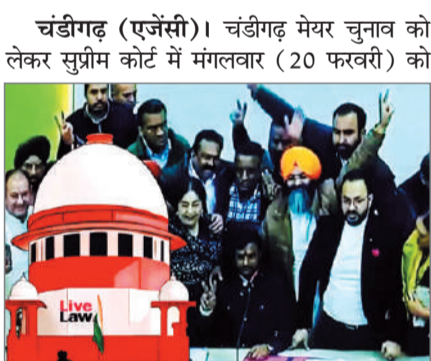 चंडीगढ़ (एजेंसी)। चंडीगढ़ मेयर चुनाव को
लेकर सुप्रीम कोर्ट में मंगलवार (20 फरवरी) को
Live
Law